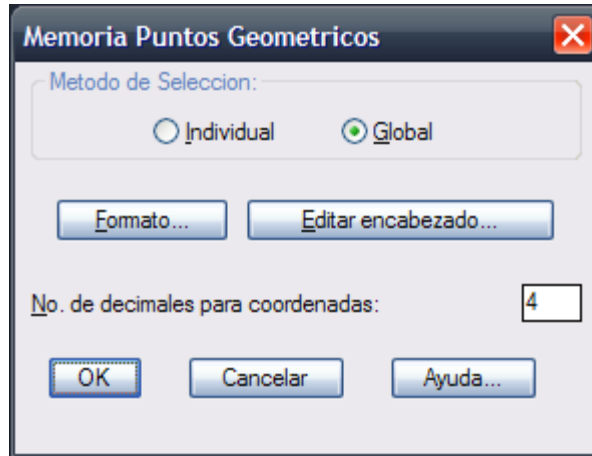 Memoria Puntos Geometricos
Metodo de Seleccion:
Individual Global
Formato... Editar encabezado...
No. de decimales para coordenadas: 4
OK Cancelar Ayuda...